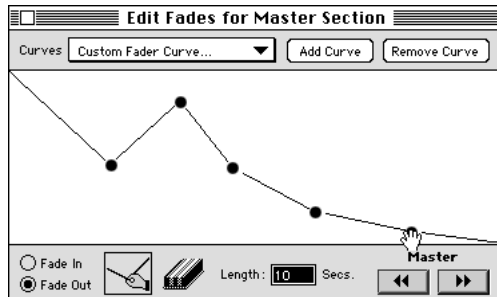 Edit Fades for Master Section
Curves Custom Fader Curve... Add Curve Remove Curve
Fade In
Fade Out
Length: 10 Secs.
Master